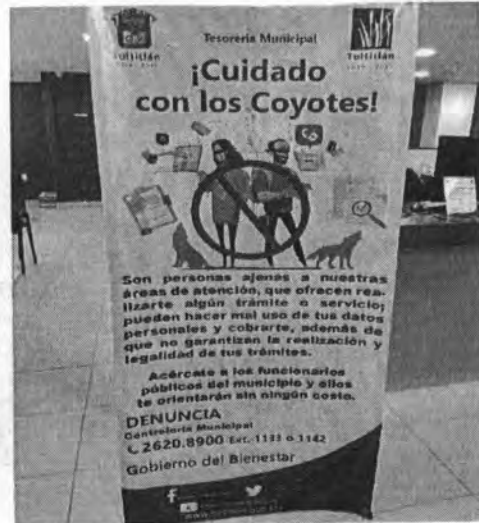 Tultitlán
Tesorería Municipal
Tultitlán
¡Cuidado
con los Coyotes!
Son personas ajenas a nuestras
áreas de atención, que ofrecen rea-
lizarte algún trámite o servicio;
pueden hacer mal uso de tus datos
personales y cobrarte, además de
que no garantizan la realización y
legalidad de tus trámites.
Acércate a los funcionarios
públicos del municipio y ellos
te orientarán sin ningún costo.
DENUNCIA
Contraloría Municipal
2620.8900 Ext. 1133 ó 1142
Gobierno del Bienestar